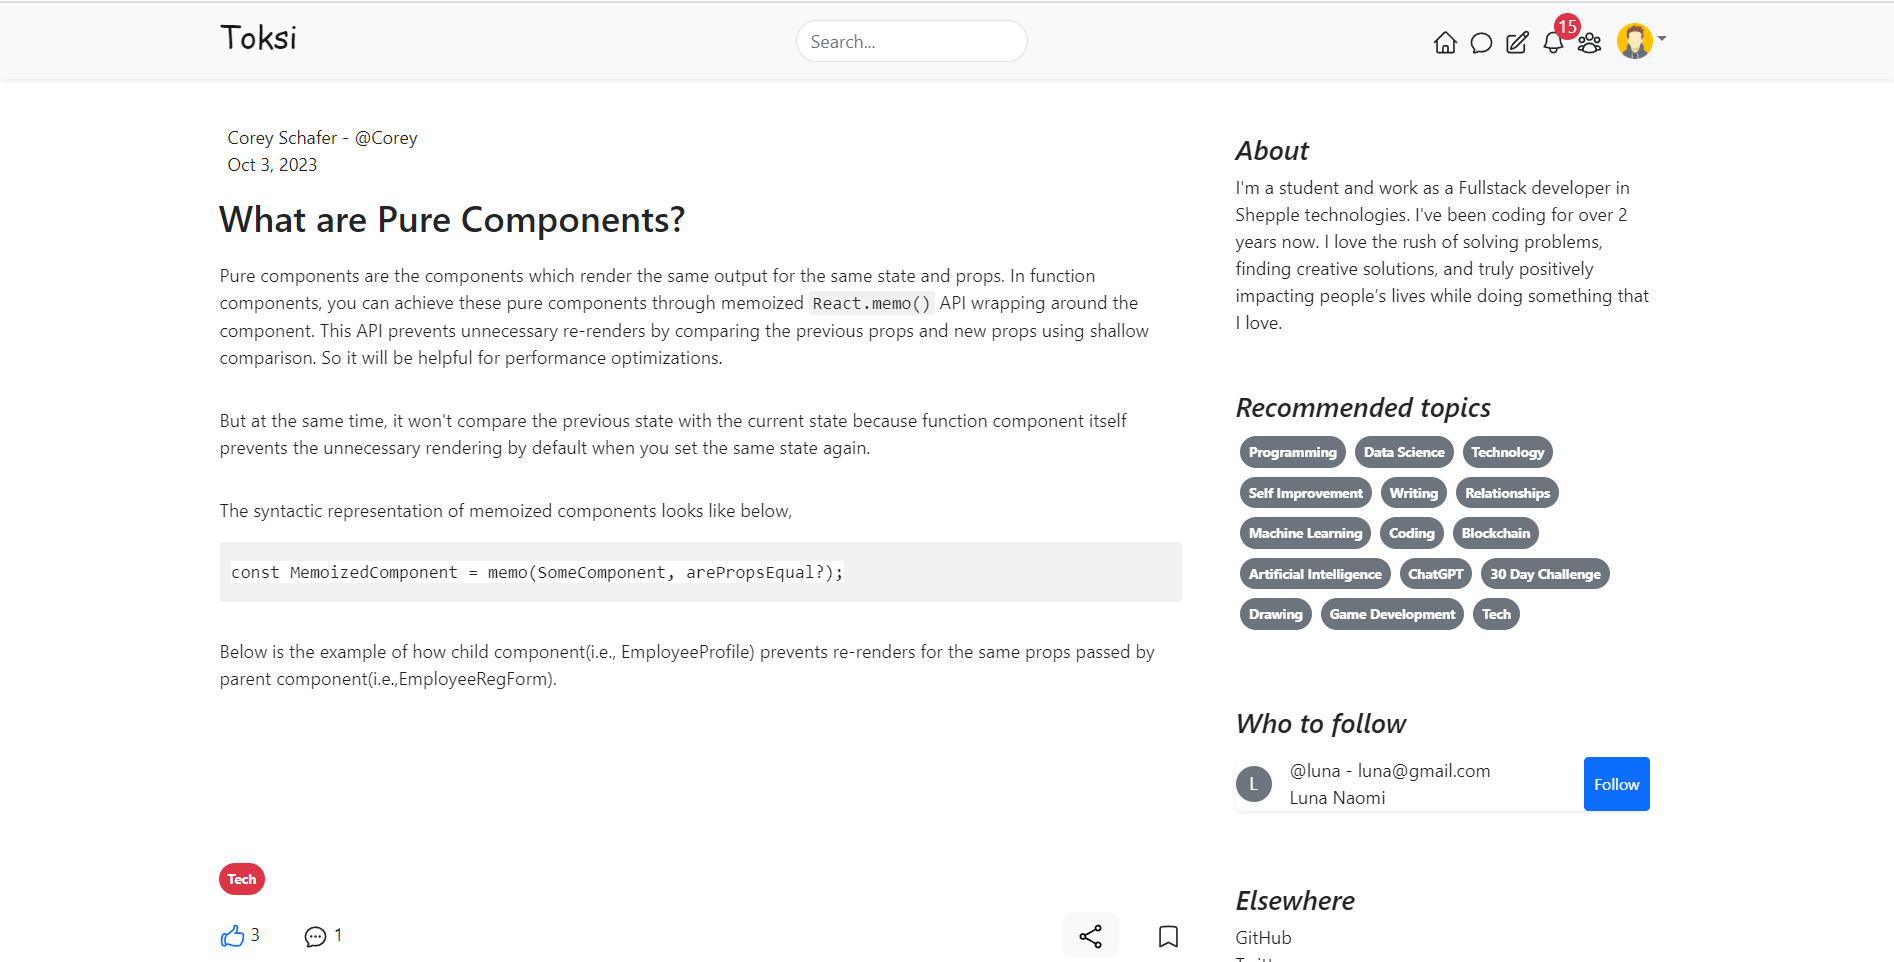 Toksi
Search...
15
Corey Schafer - @Corey
Oct 3, 2023
What are Pure Components?
Pure components are the components which render the same output for the same state and props. In function
components, you can achieve these pure components through memoized React.memo() API wrapping around the
component. This API prevents unnecessary re-renders by comparing the previous props and new props using shallow
comparison. So it will be helpful for performance optimizations.
But at the same time, it won't compare the previous state with the current state because function component itself
prevents the unnecessary rendering by default when you set the same state again.
The syntactic representation of memoized components looks like below,
const MemoizedComponent = memo(SomeComponent, arePropsEqual?);
Below is the example of how child component(i.e., EmployeeProfile) prevents re-renders for the same props passed by
parent component(i.e.,EmployeeRegForm).
Tech
3
1
About
I'm a student and work as a Fullstack developer in
Shepple technologies. I've been coding for over 2
years now. I love the rush of solving problems,
finding creative solutions, and truly positively
impacting people’s lives while doing something that
I love.
Recommended topics
Programming Data Science Technology
Self Improvement Writing Relationships
Machine Learning Coding Blockchain
Artificial Intelligence ChatGPT 30 Day Challenge
Drawing Game Development Tech
Who to follow
L
@luna - luna@gmail.com
Luna Naomi
Follow
Elsewhere
GitHub